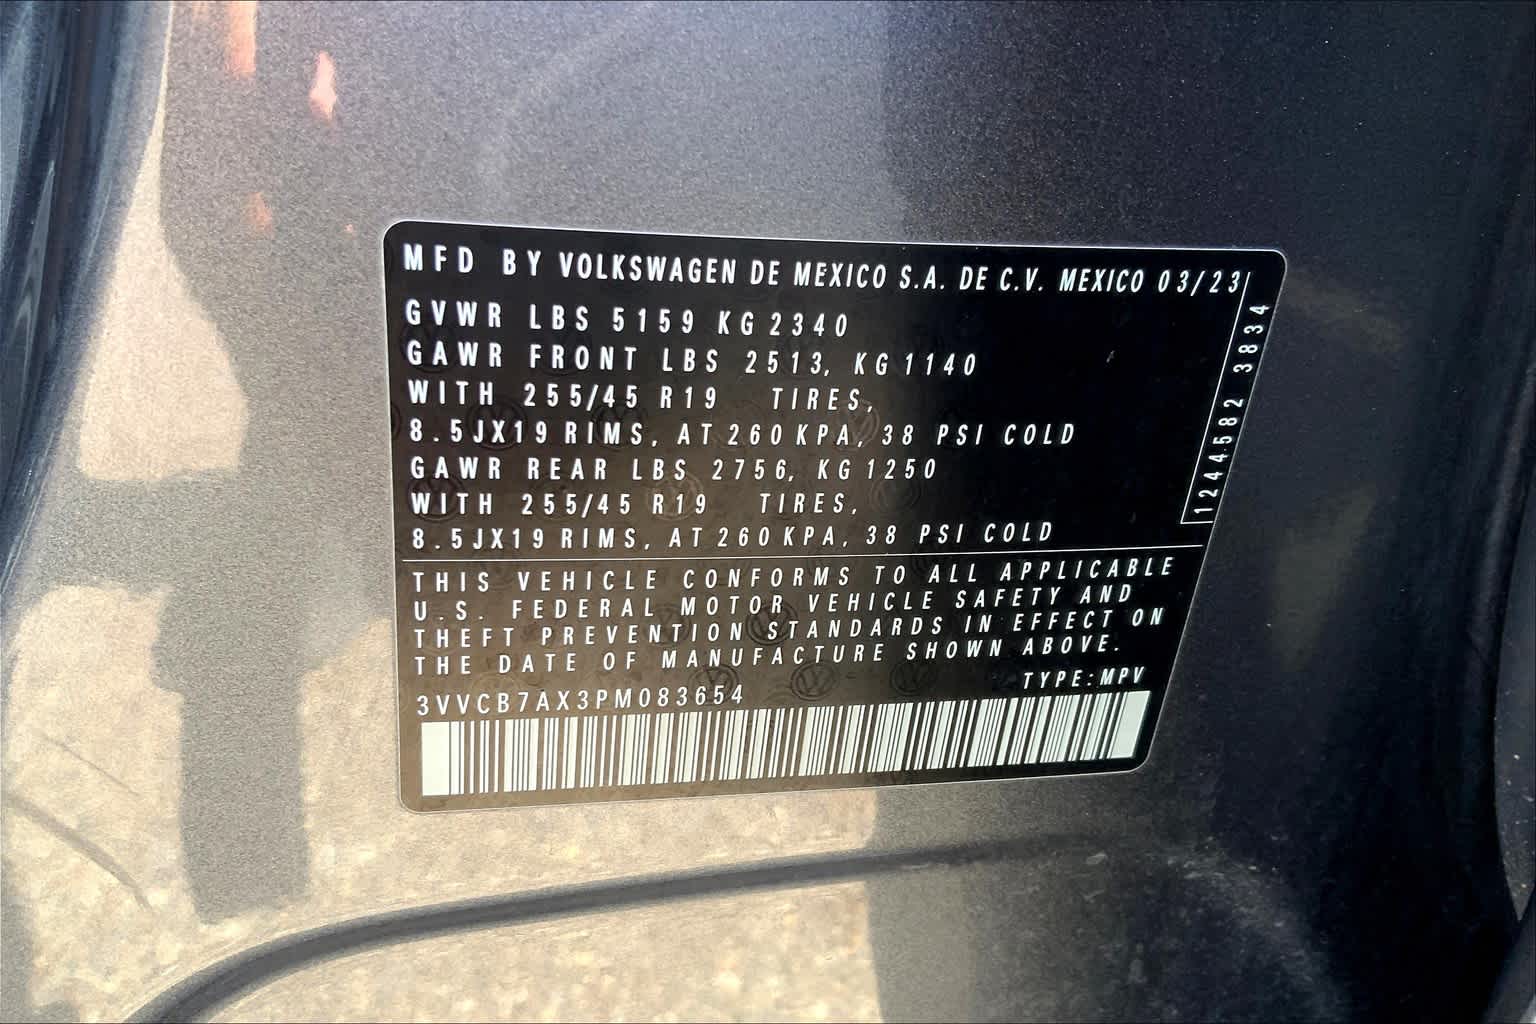 MFD BY VOLKSWAGEN DE MEXICO S.A. DE C.V. MEXICO 03/23
GVWR LBS 5159 KG 2340
GAWR FRONT LBS 2513, KG 1140
WITH 255/45 R19 TIRES,
8.5JX19 RIMS, AT 260 KPA, 38 PSI COLD
GAWR REAR LBS 2756, KG 1250
WITH 255/45 R19 TIRES,
8.5JX19 RIMS, AT 260 KPA, 38 PSI COLD
1244582 3834
THIS VEHICLE CONFORMS TO ALL APPLICABLE
U.S. FEDERAL MOTOR VEHICLE SAFETY AND
THEFT PREVENTION STANDARDS IN EFFECT ON
THE DATE OF MANUFACTURE SHOWN ABOVE.
TYPE:MPV
3VVCB7AX3PM083654